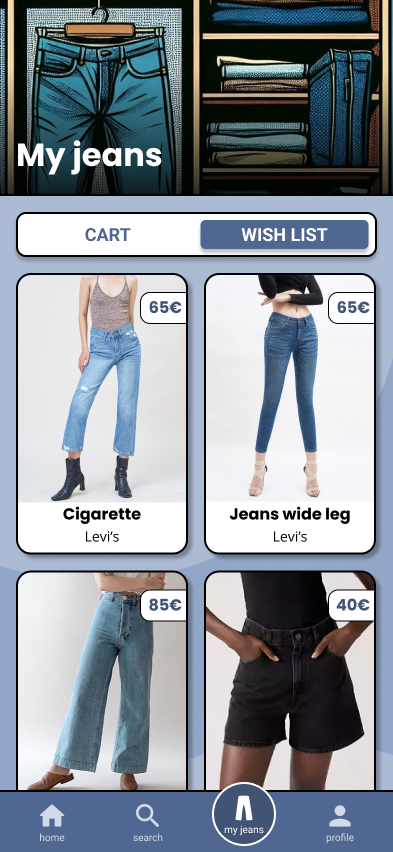 My jeans
CART
WISH LIST
65€
65€
Cigarette
Levi’s
Jeans wide leg
Levi’s
85€
40€
home
search
my jeans
profile